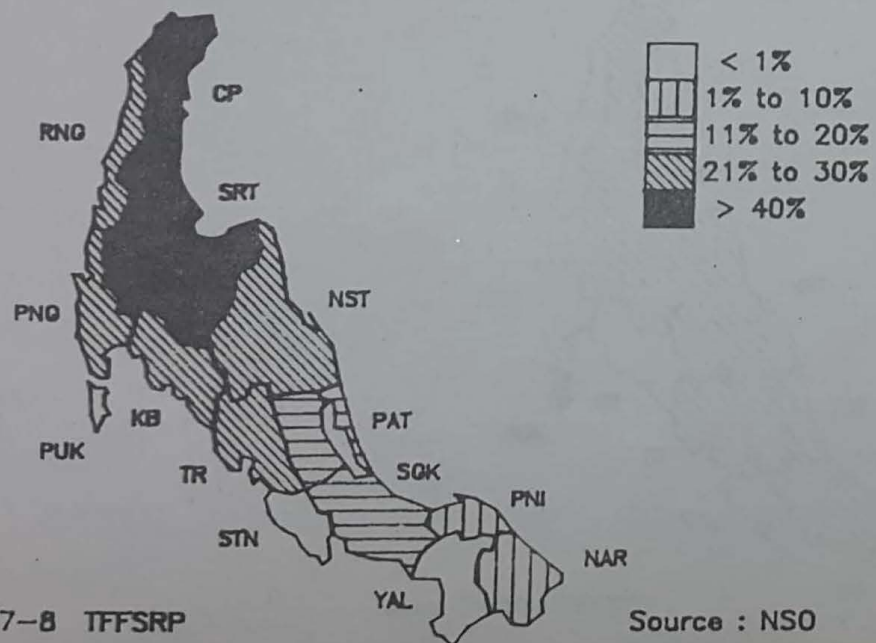 < 1%
1% to 10%
11% to 20%
21% to 30%
> 40%
CP
RNG
SRT
PNG
NST
PUK
KB
PAT
TR
SGK
PNI
STN
NAR
YAL
7-8 TFFSRP
Source : NSO